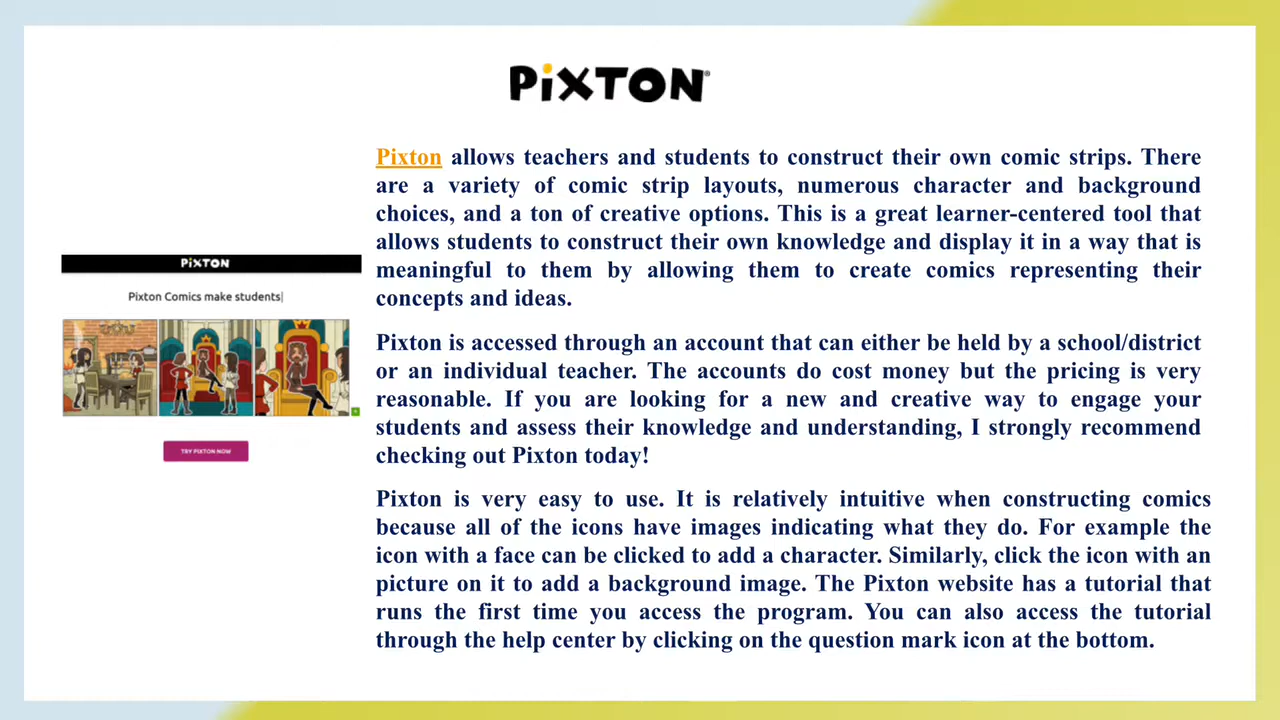 PiXTON®
Pixton allows teachers and students to construct their own comic strips. There
are a variety of comic strip layouts, numerous character and background
choices, and a ton of creative options. This is a great learner-centered tool that
allows students to construct their own knowledge and display it in a way that is
meaningful to them by allowing them to create comics representing their
concepts and ideas.
PiXTON
Pixton Comics make students
TRY PIXTON NOW
Pixton is accessed through an account that can either be held by a school/district
or an individual teacher. The accounts do cost money but the pricing is very
reasonable. If you are looking for a new and creative way to engage your
students and assess their knowledge and understanding, I strongly recommend
checking out Pixton today!
Pixton is very easy to use. It is relatively intuitive when constructing comics
because all of the icons have images indicating what they do. For example the
icon with a face can be clicked to add a character. Similarly, click the icon with an
picture on it to add a background image. The Pixton website has a tutorial that
runs the first time you access the program. You can also access the tutorial
through the help center by clicking on the question mark icon at the bottom.